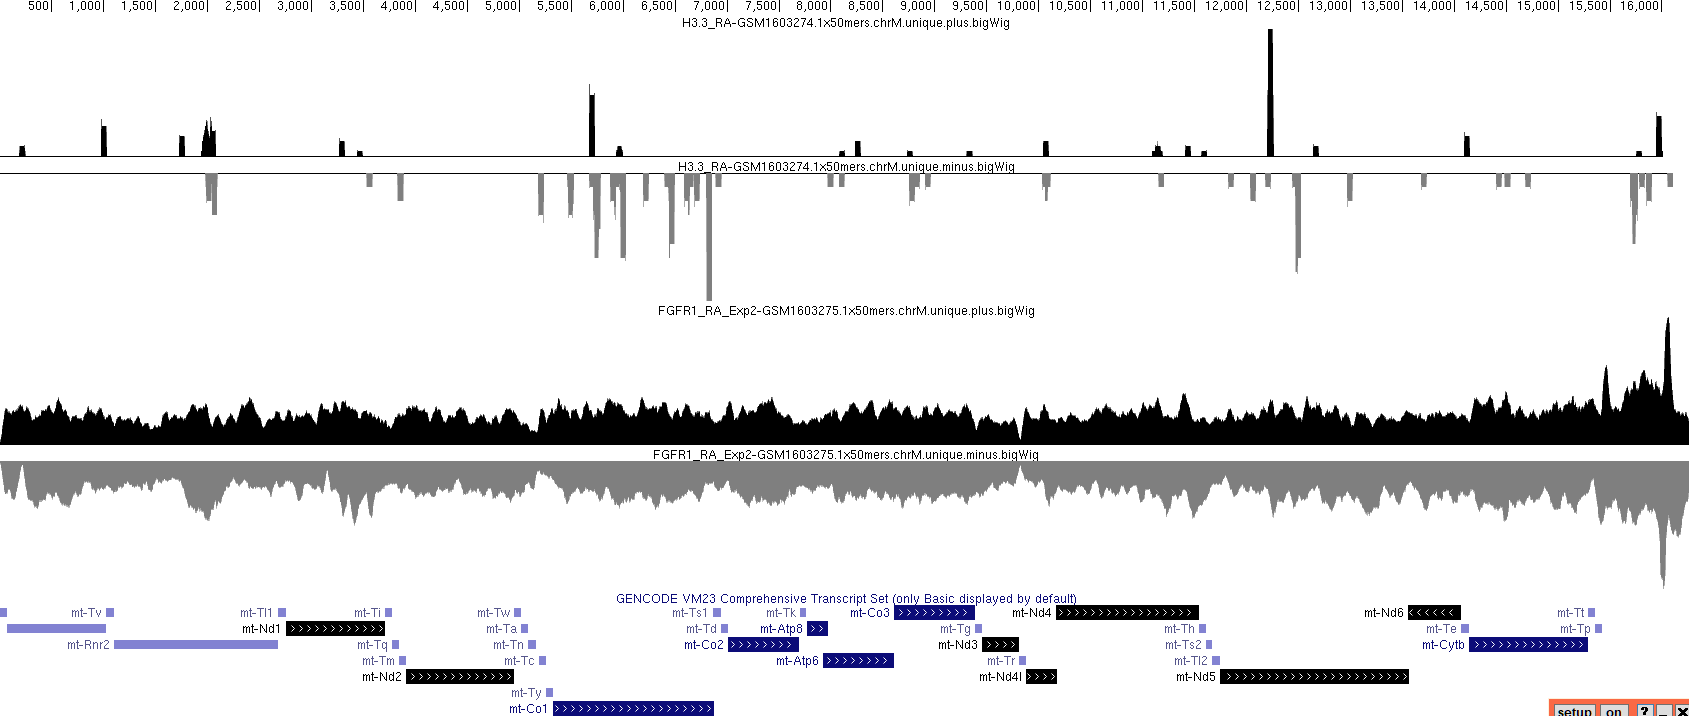 500| 1,000| 1,500| 2,000| 2,500| 3,000| 3,500| 4,000| 4,500| 5,000| 5,500| 6,000| 6,500| 7,000| 7,500| 8,000| 8,500| 9,000| 9,500| 10,000| 10,500| 11,000| 11,500| 12,000| 12,500| 13,000| 13,500| 14,000| 14,500| 15,000| 15,500| 16,000|
H3.3_RA-GSM1603274.1x50mers.chrM.unique.plus.bigWig
H3.3_RA-GSM1603274.1x50mers.chrM.unique.minus.bigWig
FGFR1_RA_Exp2-GSM1603275.1x50mers.chrM.unique.plus.bigWig
FGFR1_RA_Exp2-GSM1603275.1x50mers.chrM.unique.minus.bigWig
GENCODE VM23 Comprehensive Transcript Set (only Basic displayed by default)
mt-Tv mt-Tl1 mt-Ti mt-Tw mt-Ts1 mt-Tk mt-Co3 mt-Nd4 mt-Nd6 mt-Tt
mt-Nd1 mt-Ta mt-Td mt-Atp8 mt-Tg mt-Th mt-Te mt-Tp
mt-Rnr2 mt-Tq mt-Tn mt-Co2 mt-Nd3 mt-Ts2 mt-Cytb
mt-Tm mt-Tc mt-Atp6 mt-Tr mt-Tl2
mt-Nd2 mt-Nd4l mt-Nd5
mt-Ty
mt-Co1
setup on ? _ X